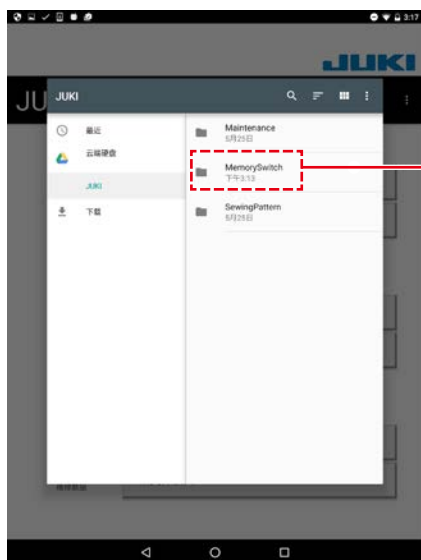 3:17
JUKI
JU
JUKI
最近
云端硬盘
JUKI
下载
Maintenance
5月25日
MemorySwitch
下午3:13
SewingPattern
5月25日